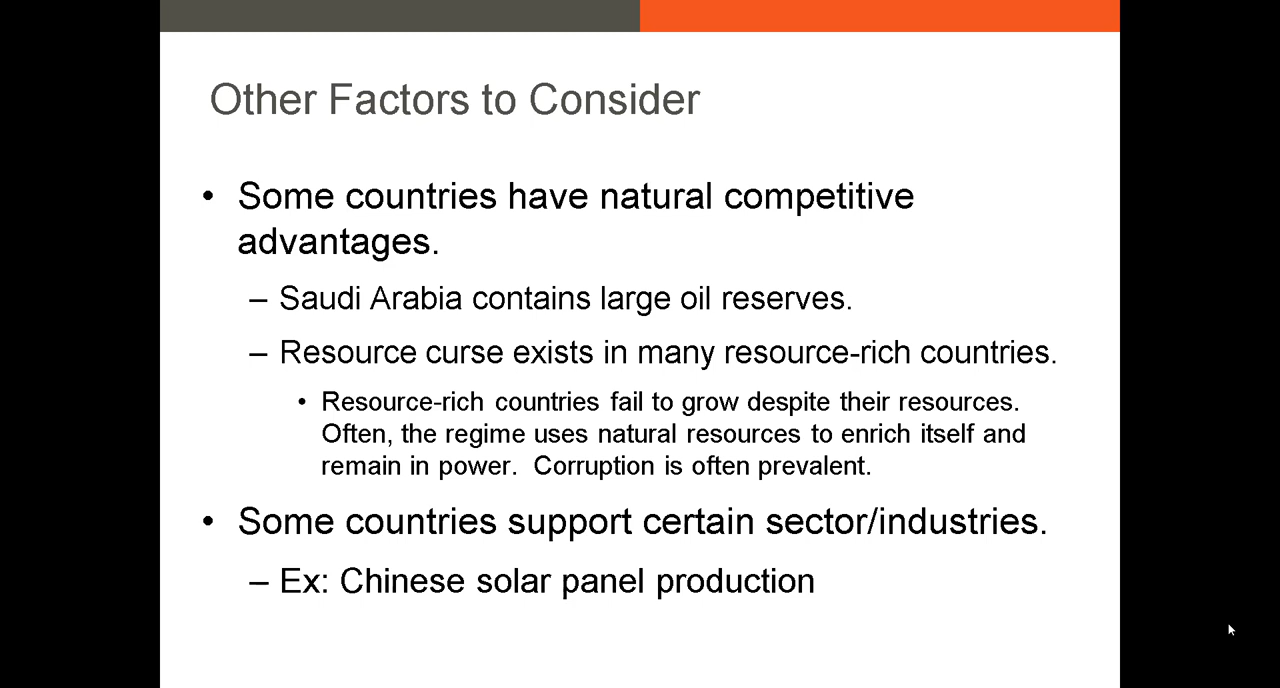 Other Factors to Consider
• Some countries have natural competitive
advantages.
– Saudi Arabia contains large oil reserves.
– Resource curse exists in many resource-rich countries.
• Resource-rich countries fail to grow despite their resources.
Often, the regime uses natural resources to enrich itself and
remain in power.  Corruption is often prevalent.
• Some countries support certain sector/industries.
– Ex: Chinese solar panel production